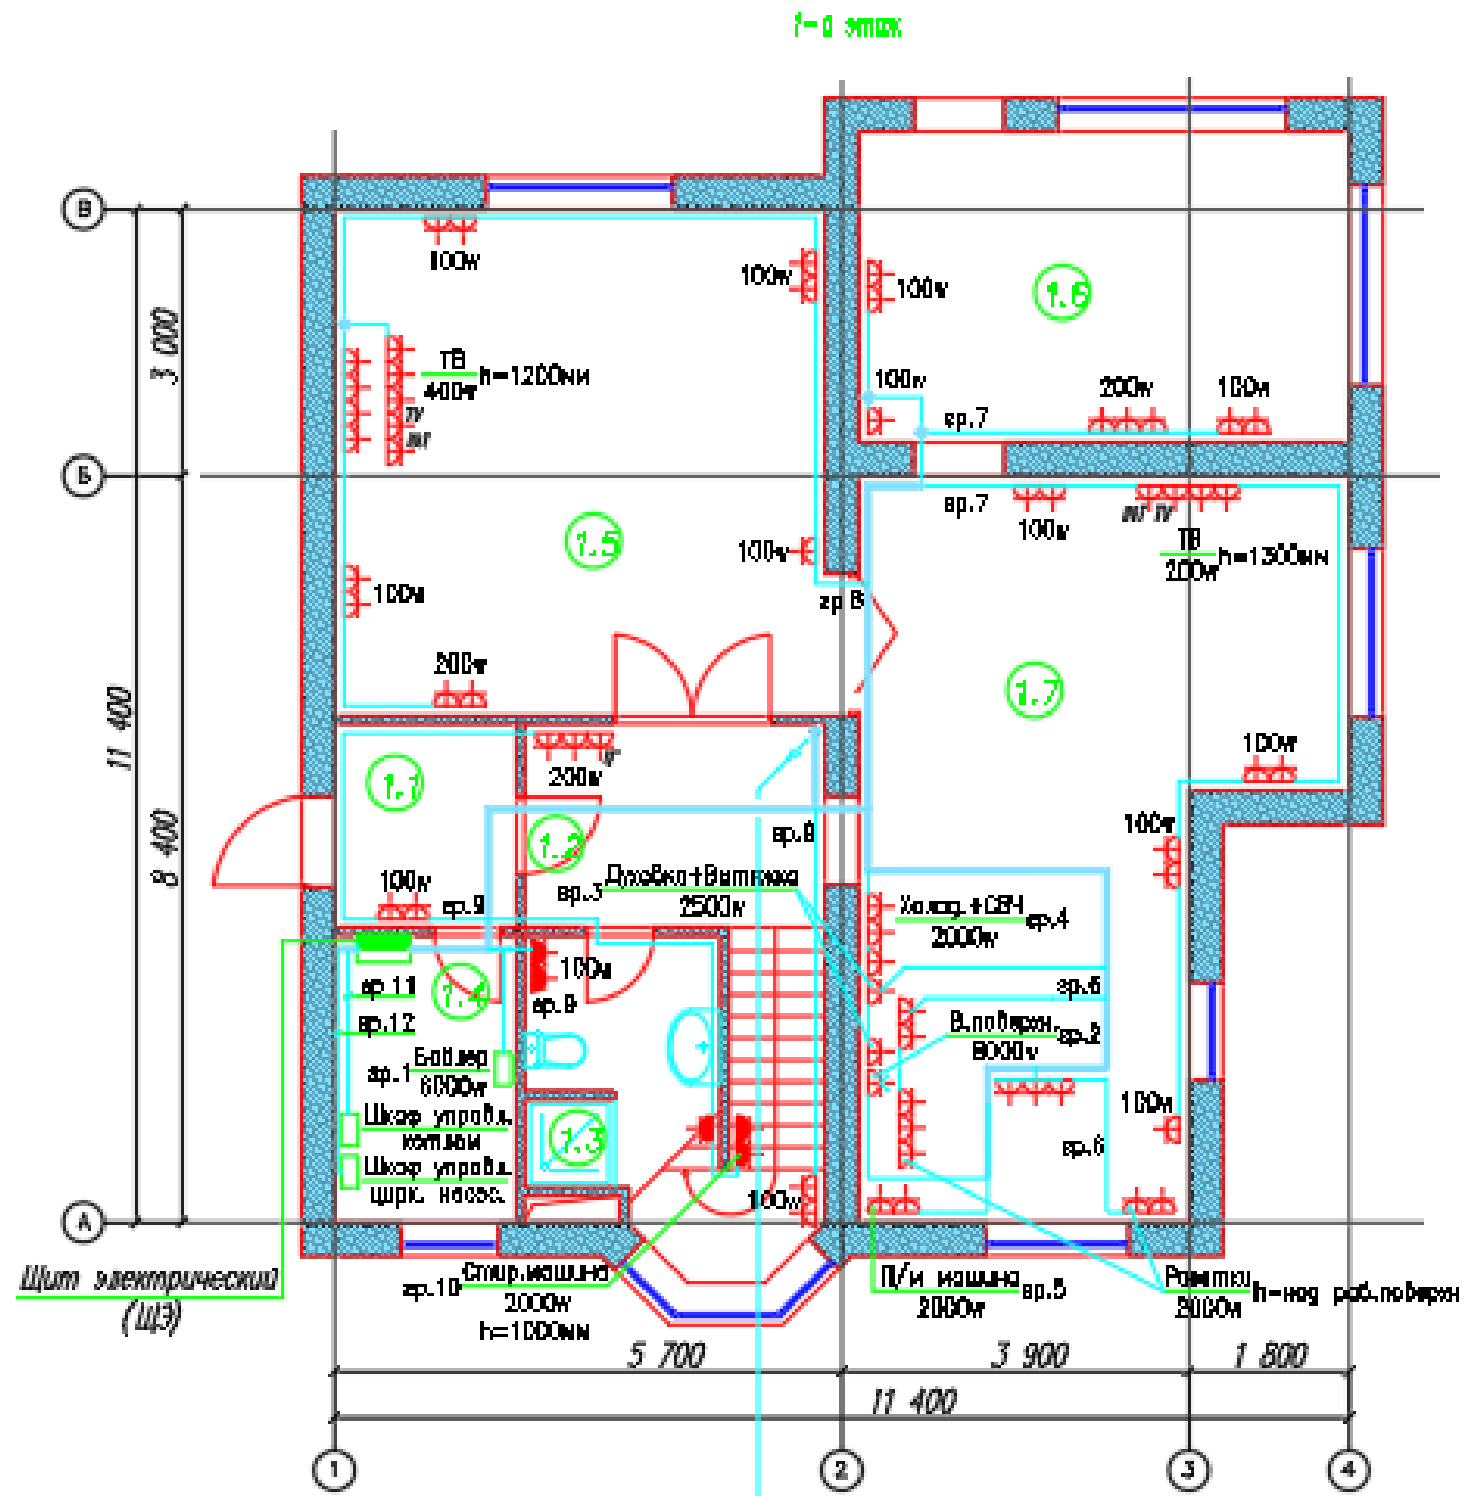 1-й этаж
В
100w
100w
100w
1.6
3 000
ТВ
400w
h=1200мм
TV
INT
100w
200w
100w
гр.7
Б
гр.7
100w
INT TV
ТВ
200w
h=1300мм
1.5
100w
100w
гр.8
200w
1.7
11 400
8 400
1.1
200w
100w
100w
1.2
гр.8
Духовка+Вытяжка
2500w
гр.3
100w
гр.9
Холод.+СВЧ
2000w
гр.4
100w
гр.9
1.4
гр.11
гр.12
гр.6
В.поверхн.
8000w
гр.2
Бойлер
6000w
гр.1
Шкаф управл.
котлом
Шкаф управл.
цирк. насос.
1.3
100w
гр.6
100w
А
Щит электрический
(ЩЭ)
Стир.машина
2000w
h=1000мм
гр.10
П/м машина
2000w
гр.5
Розетки
2000w
h-над раб.поверхн
5 700
3 900
1 800
11 400
1
2
3
4